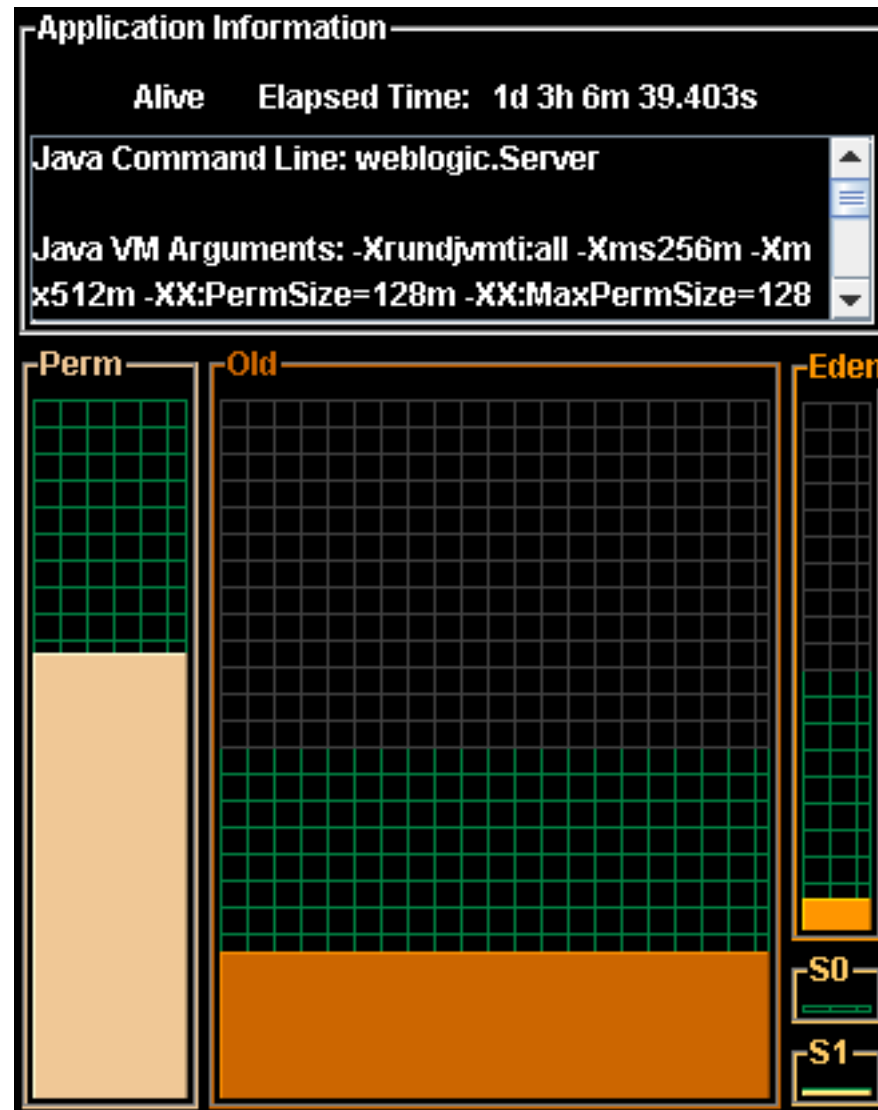 Application Information
Alive Elapsed Time: 1d 3h 6m 39.403s
Java Command Line: weblogic.Server
Java VM Arguments: -Xrundjvmti:all -Xms256m -Xm
x512m -XX:PermSize=128m -XX:MaxPermSize=128
Perm
Old
Eden
S0
S1